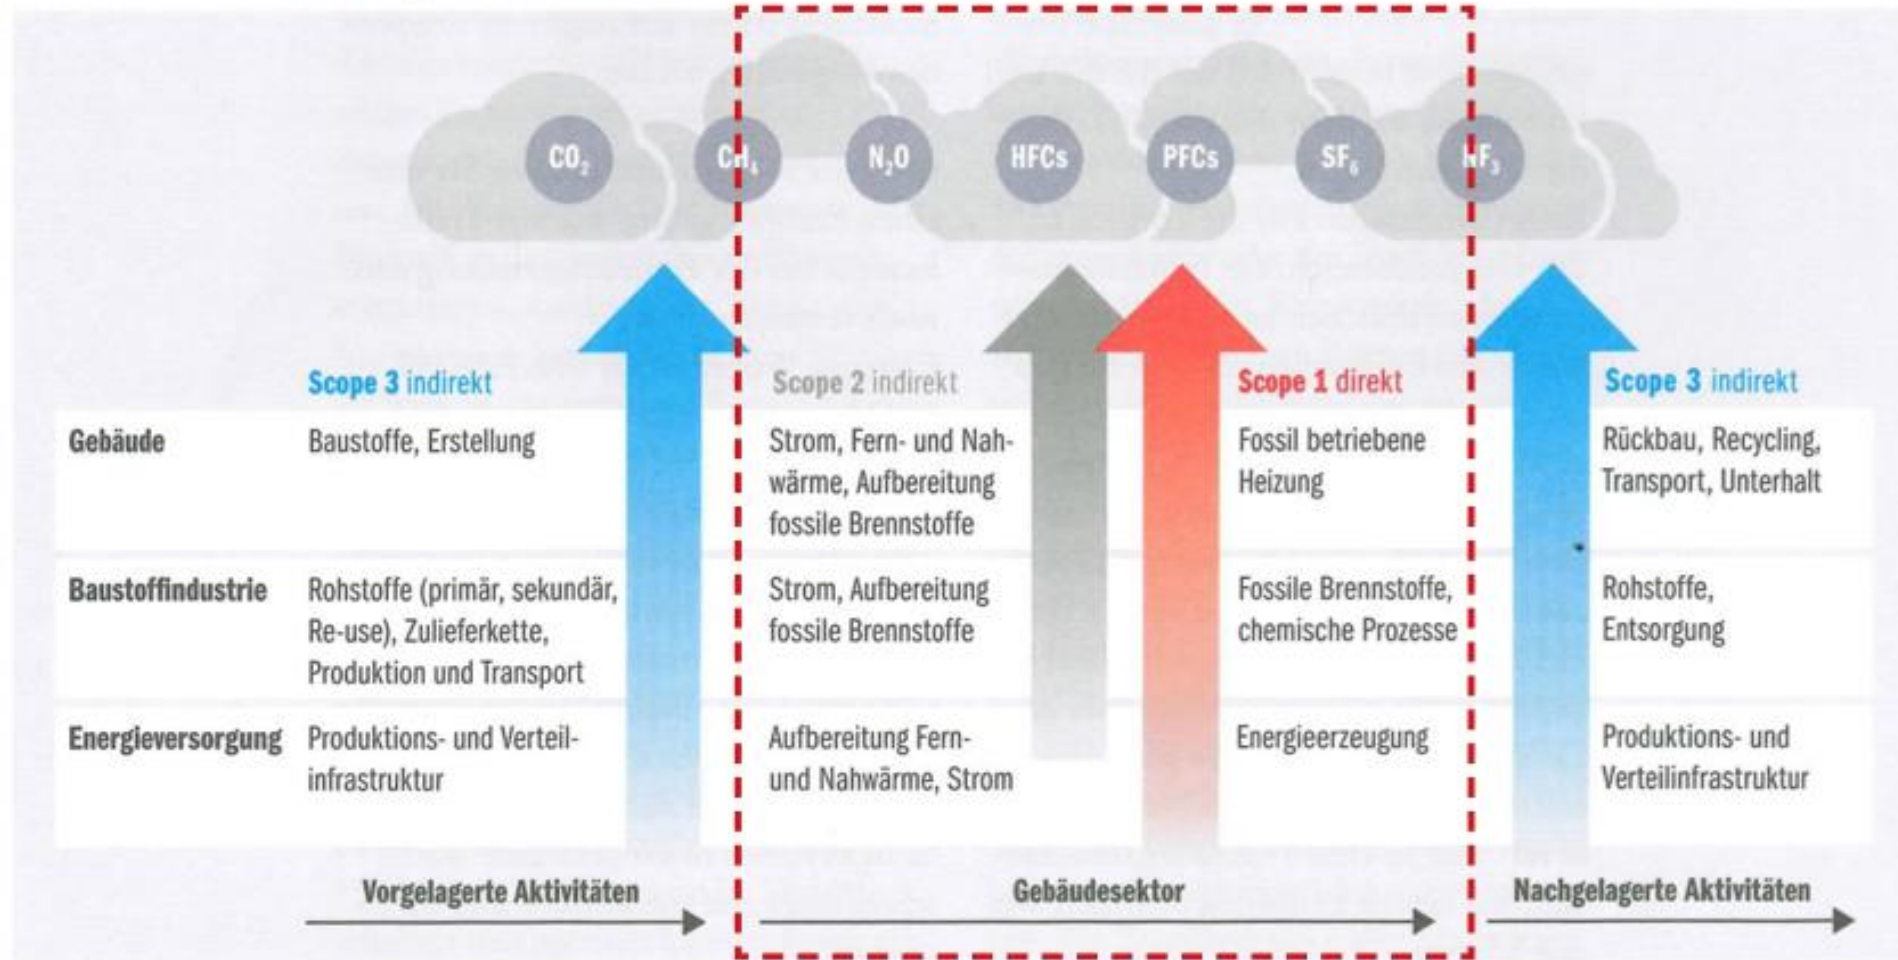 CO₂ CH₄ N₂O HFCs PFCs SF₆ NF₃
Scope 3 indirekt
Scope 2 indirekt
Scope 1 direkt
Scope 3 indirekt
Gebäude
Baustoffe, Erstellung
Strom, Fern- und Nah-
wärme, Aufbereitung
fossile Brennstoffe
Fossil betriebene
Heizung
Rückbau, Recycling,
Transport, Unterhalt
Baustoffindustrie
Rohstoffe (primär, sekundär,
Re-use), Zulieferkette,
Produktion und Transport
Strom, Aufbereitung
fossile Brennstoffe
Fossile Brennstoffe,
chemische Prozesse
Rohstoffe,
Entsorgung
Energieversorgung
Produktions- und Verteil-
infrastruktur
Aufbereitung Fern-
und Nahwärme, Strom
Energieerzeugung
Produktions- und
Verteilinfrastruktur
Vorgelagerte Aktivitäten
Gebäudesektor
Nachgelagerte Aktivitäten